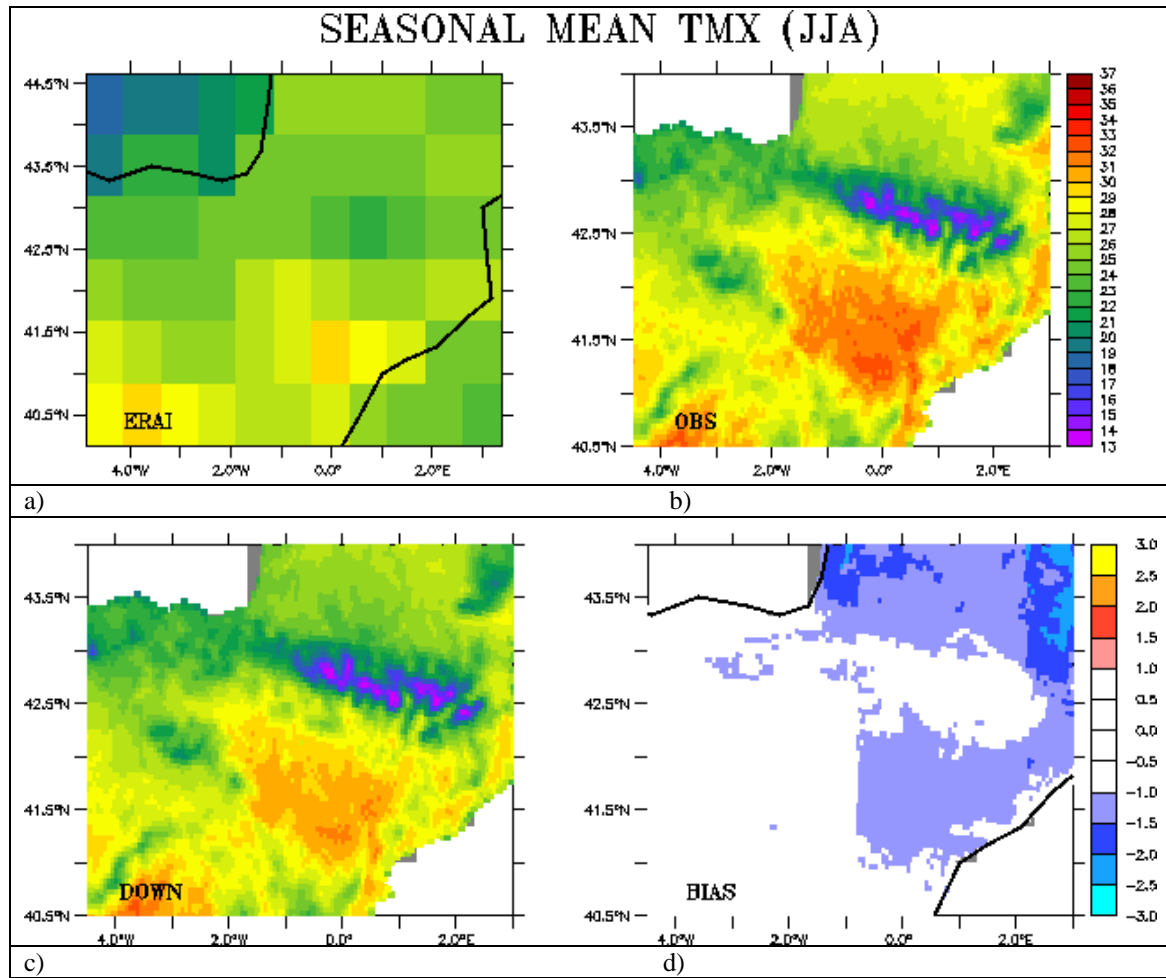 SEASONAL MEAN TMX (JJA)
44.5°N
43.5°N
42.5°N
41.5°N
40.5°N
ERAI
4.0°W 2.0°W 0.0° 2.0°E
43.5°N
42.5°N
41.5°N
40.5°N
OBS
4.0°W 2.0°W 0.0° 2.0°E
37
36
35
34
33
32
31
30
29
28
27
26
25
24
23
22
21
20
19
18
17
16
15
14
13
a) b)
43.5°N
42.5°N
41.5°N
40.5°N
DOWN
4.0°W 2.0°W 0.0° 2.0°E
43.5°N
42.5°N
41.5°N
40.5°N
BIAS
4.0°W 2.0°W 0.0° 2.0°E
3.0
2.5
2.0
1.5
1.0
0.5
0.0
-0.5
-1.0
-1.5
-2.0
-2.5
-3.0
c) d)